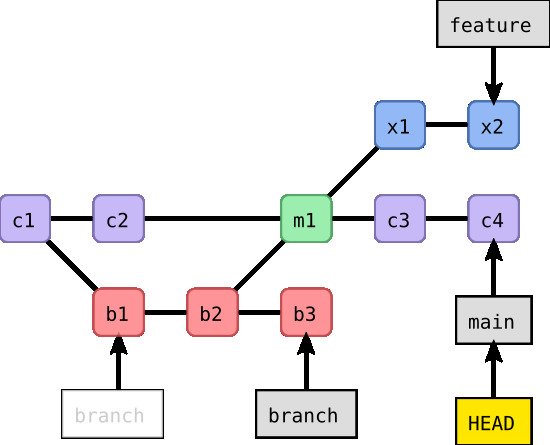 feature
x1
x2
c1
c2
m1
c3
c4
b1
b2
b3
main
branch
branch
HEAD